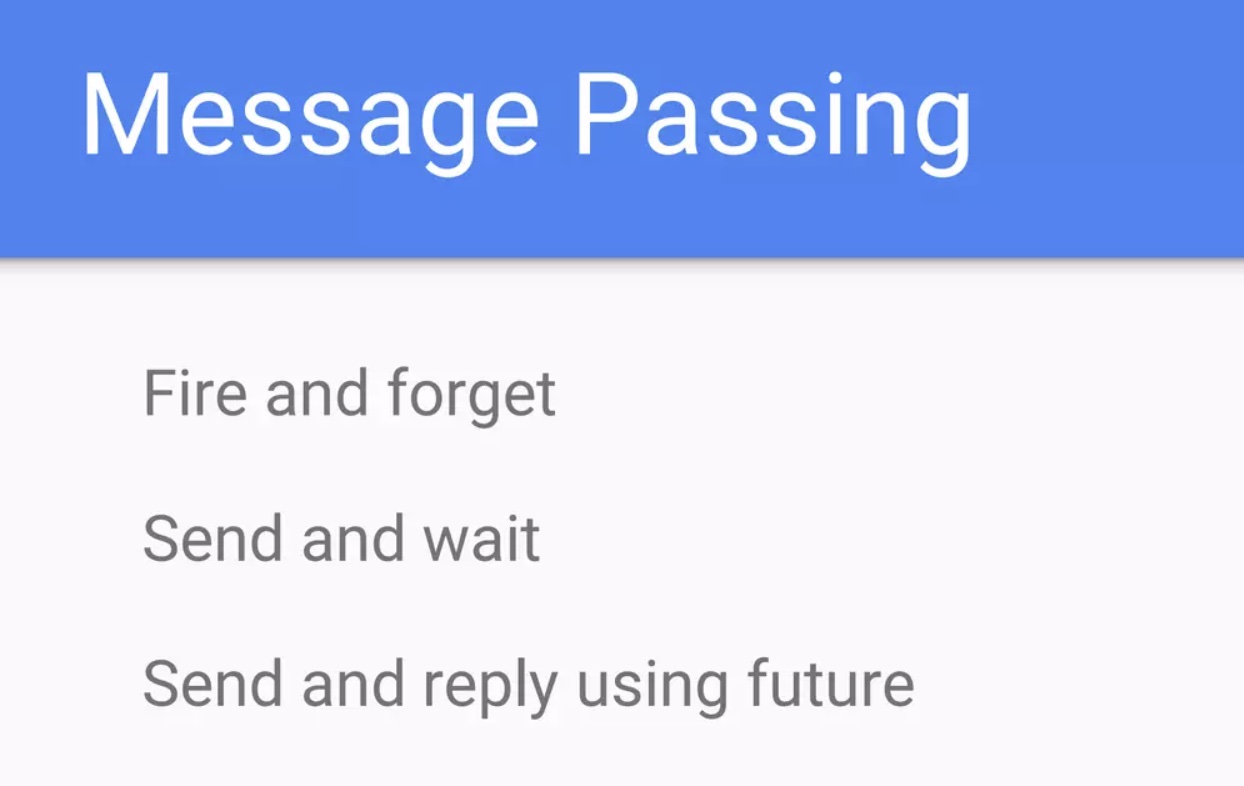 Message Passing
Fire and forget
Send and wait
Send and reply using future